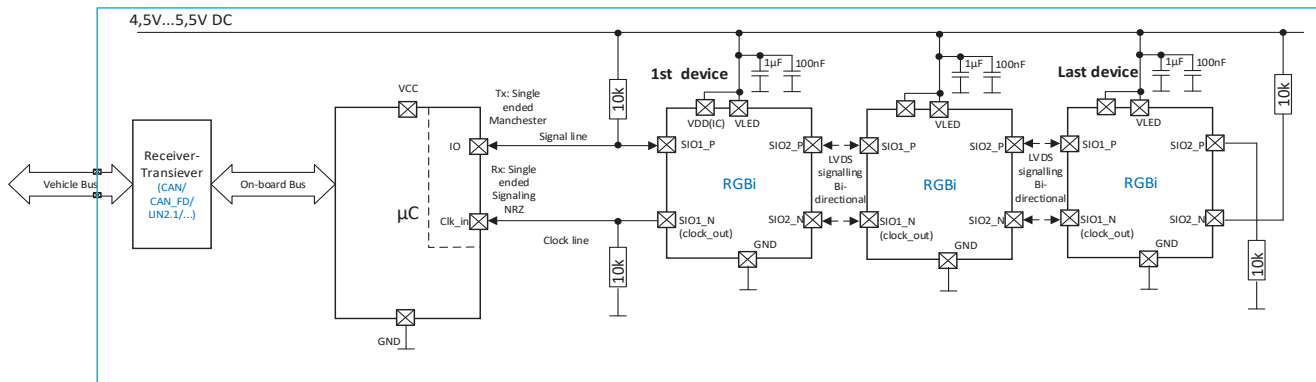 4,5V...5,5V DC
Vehicle Bus
Receiver-
Transiever
(CAN/
CAN_FD/
LIN2.1/...)
On-board Bus
VCC
µC
IO
Clk_in
GND
Tx: Single
ended
Manchester
Signal line
Rx: Single
ended
Signaling
NRZ
Clock line
10k
10k
1st device
1µF
100nF
VDD(IC)
VLED
SIO1_P
SIO2_P
RGBi
SIO1_N
(clock_out)
SIO2_N
GND
LVDS
signalling
Bi-
directional
1µF
100nF
VLED
SIO1_P
SIO2_P
RGBi
SIO1_N
(clock_out)
SIO2_N
GND
LVDS
signalling
Bi-
directional
Last device
1µF
100nF
VLED
SIO1_P
SIO2_P
RGBi
SIO1_N
(clock_out)
SIO2_N
GND
10k
10k